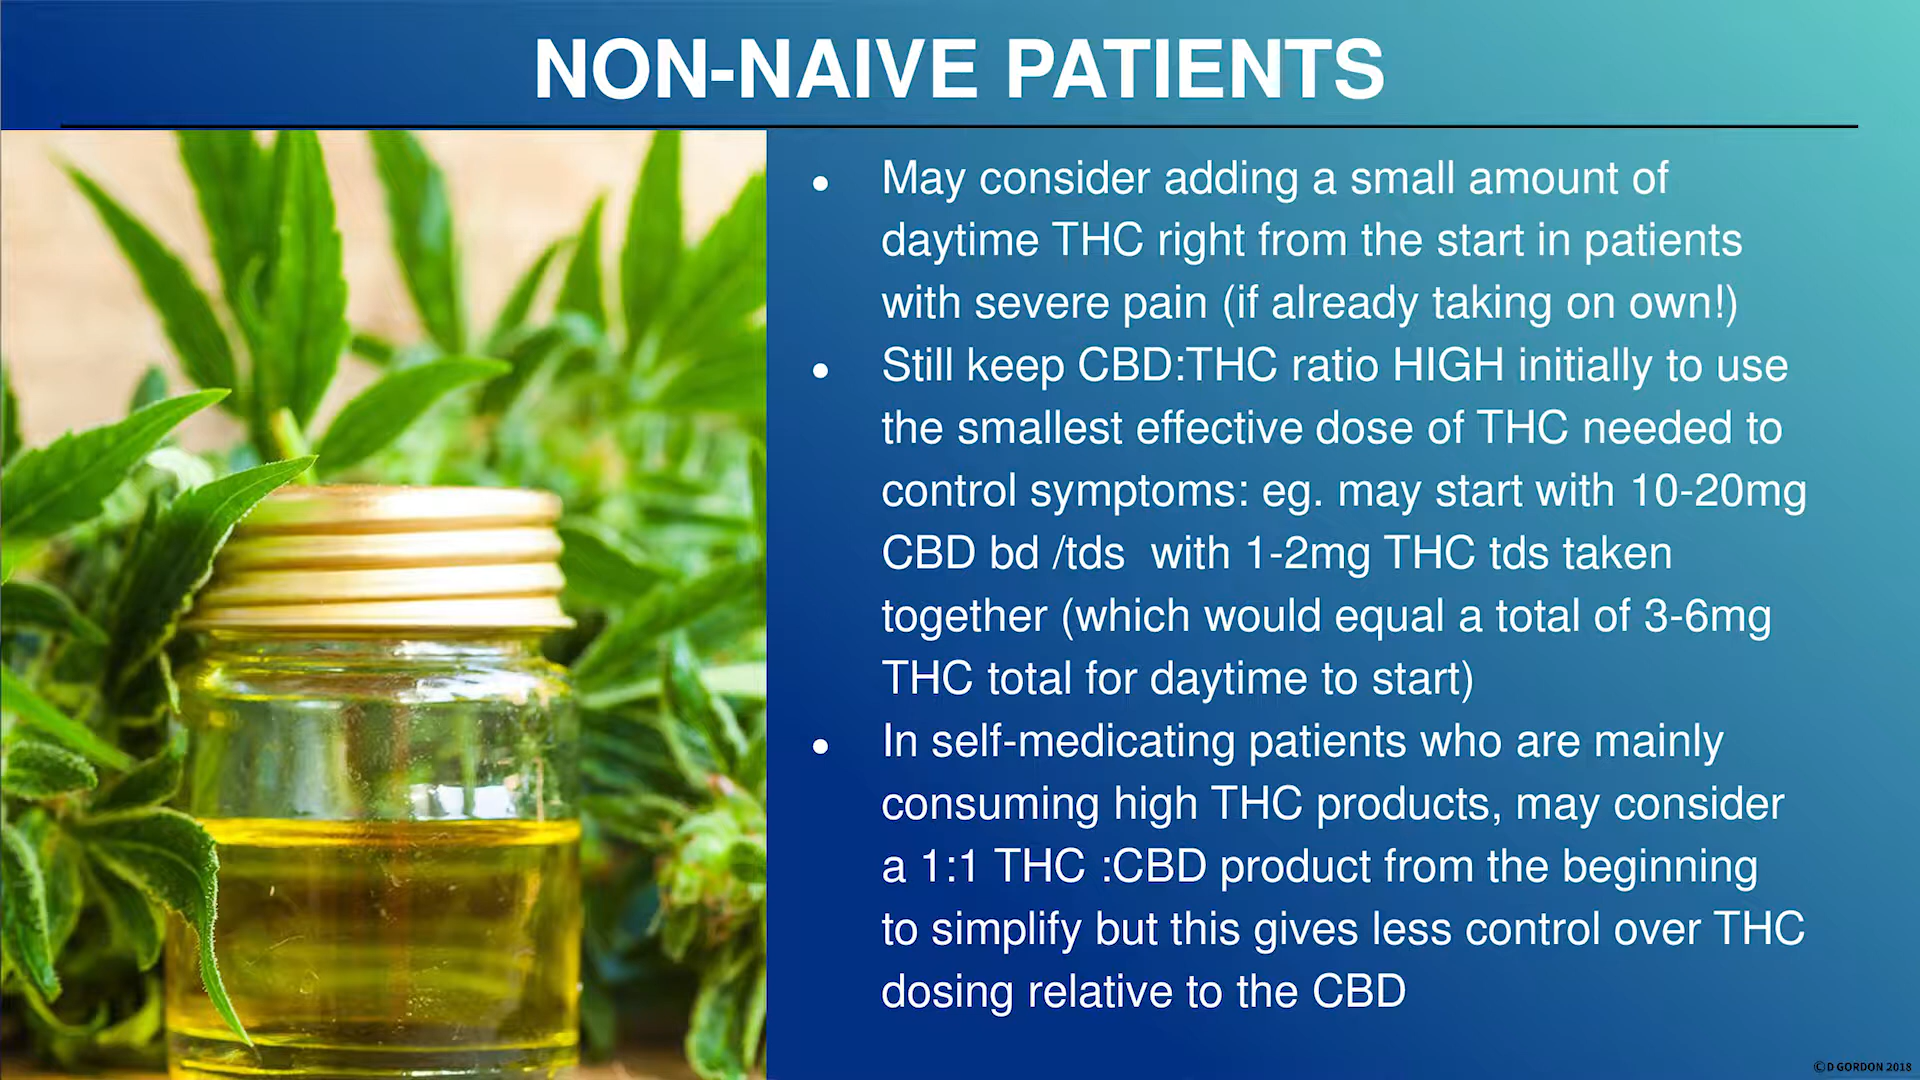 NON-NAIVE PATIENTS
• May consider adding a small amount of
daytime THC right from the start in patients
with severe pain (if already taking on own!)
• Still keep CBD:THC ratio HIGH initially to use
the smallest effective dose of THC needed to
control symptoms: eg. may start with 10-20mg
CBD bd /tds  with 1-2mg THC tds taken
together (which would equal a total of 3-6mg
THC total for daytime to start)
• In self-medicating patients who are mainly
consuming high THC products, may consider
a 1:1 THC :CBD product from the beginning
to simplify but this gives less control over THC
dosing relative to the CBD
©D GORDON 2018